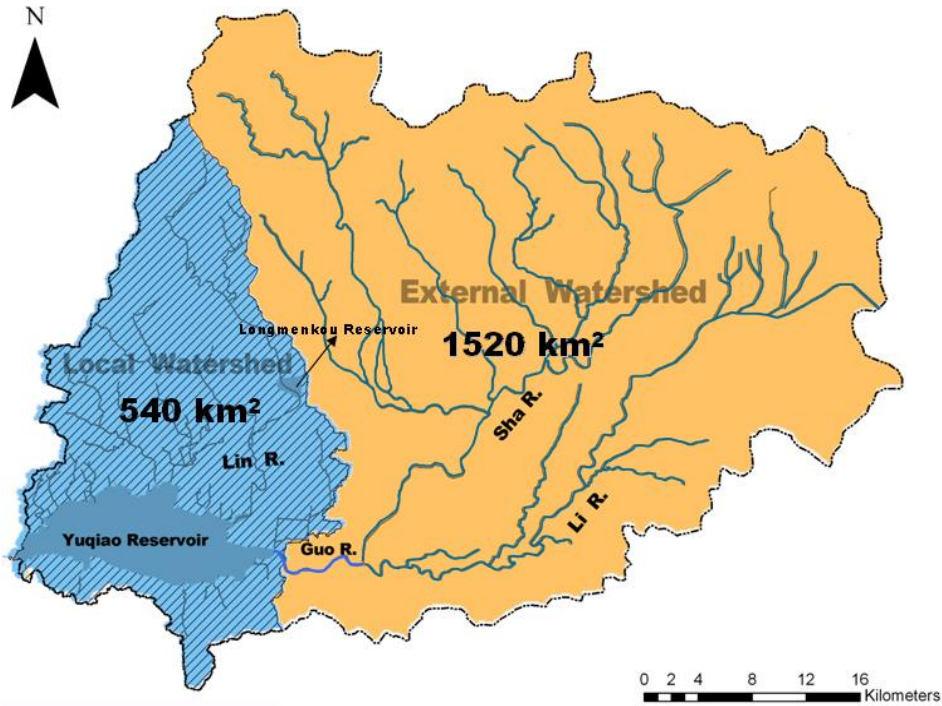 N
External Watershed
Longmenkou Reservoir
1520 km²
Local Watershed
540 km²
Sha R.
Lin R.
Li R.
Yuqiao Reservoir
Guo R.
0 2 4 8 12 16
Kilometers